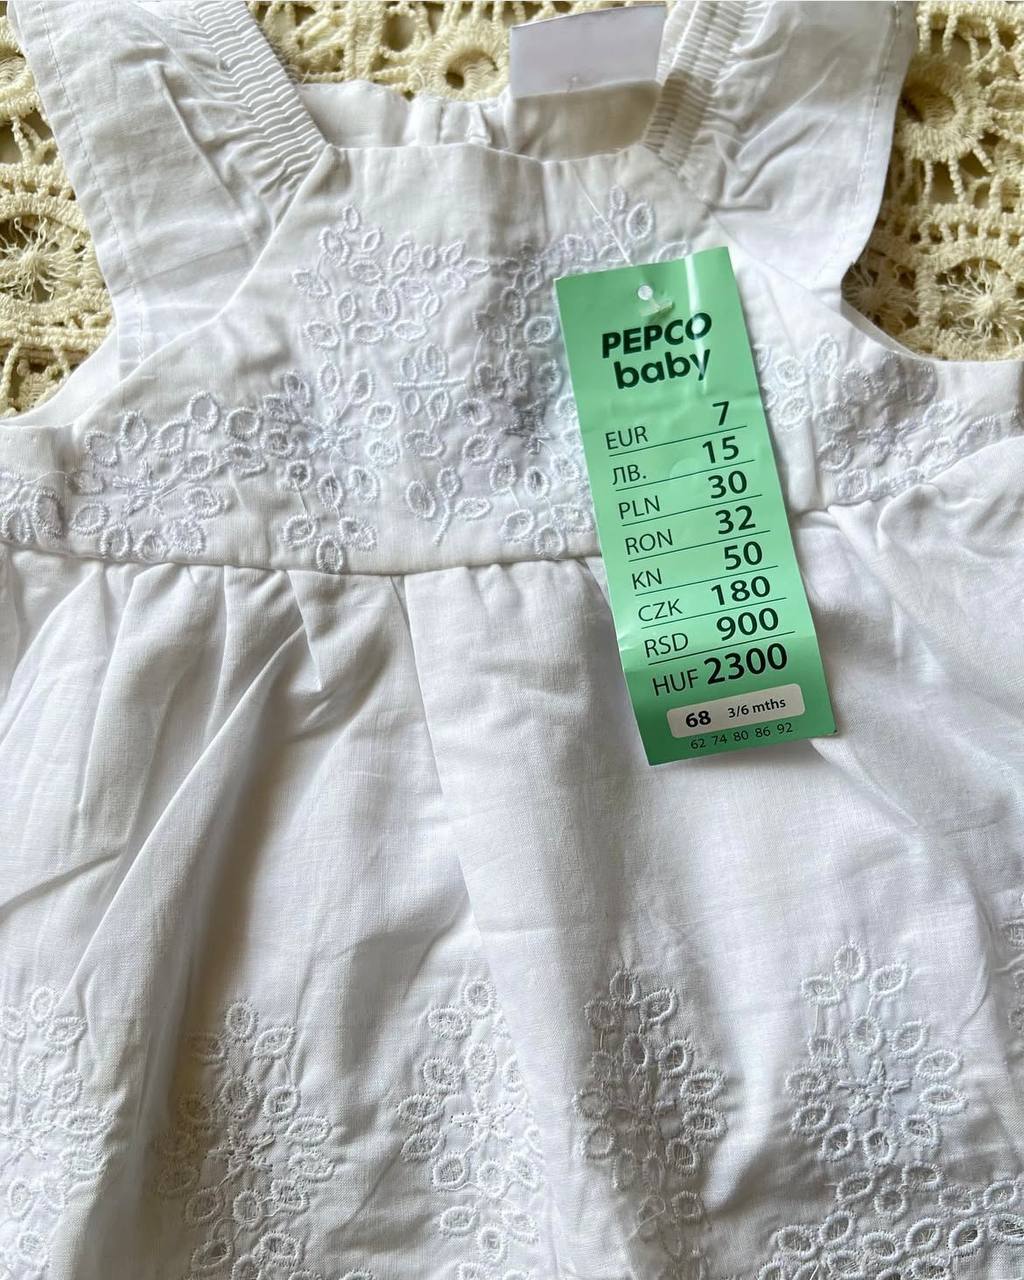 PEPCO
baby
EUR 7
ЛВ. 15
PLN 30
RON 32
KN 50
CZK 180
RSD 900
HUF 2300
68 3/6 mths
62 74 80 86 92